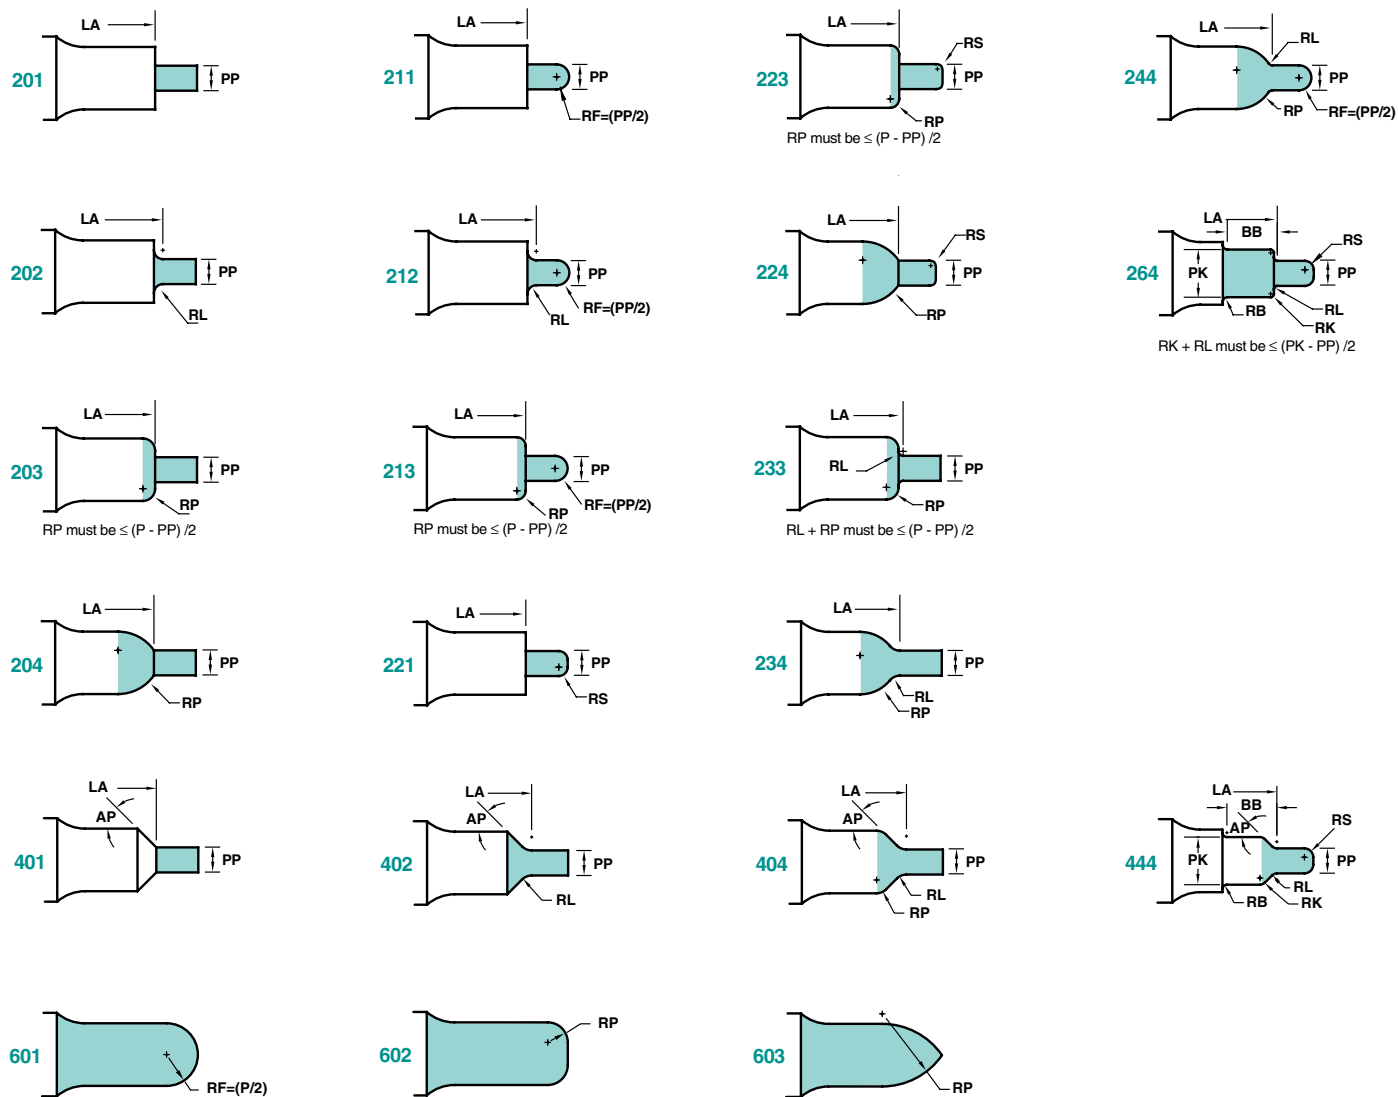 LA
201
PP
LA
211
PP
RF=(PP/2)
LA
RS
223
PP
RP
RP must be ≤ (P - PP) /2
LA
RL
244
PP
RP
RF=(PP/2)
LA
202
PP
RL
LA
212
PP
RL
RF=(PP/2)
LA
RS
224
PP
RP
LA
BB
RS
264
PK
PP
RB
RL
RK
RK + RL must be ≤ (PK - PP) /2
LA
203
PP
RP
RP must be ≤ (P - PP) /2
LA
213
PP
RP
RF=(PP/2)
RP must be ≤ (P - PP) /2
LA
RL
233
PP
RP
RL + RP must be ≤ (P - PP) /2
LA
204
PP
RP
LA
221
PP
RS
LA
234
PP
RL
RP
LA
AP
401
PP
LA
AP
402
PP
RL
LA
AP
404
PP
RL
RP
LA
BB
RS
AP
444
PK
PP
RL
RB
RK
601
RF=(P/2)
602
RP
603
RP